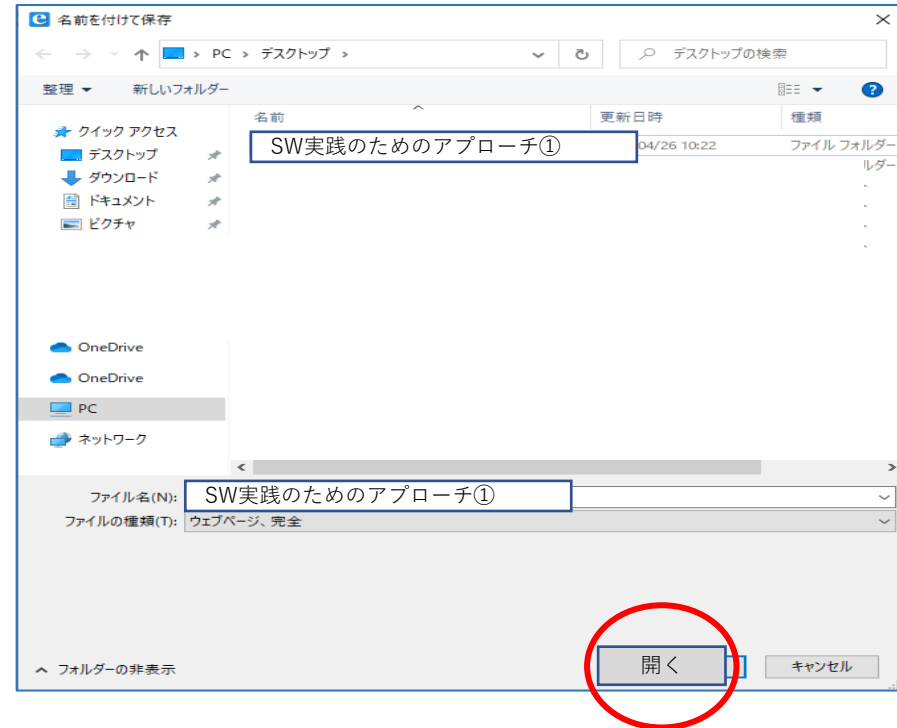 名前を付けて保存
PC > デスクトップ >
デスクトップの検索
整理 新しいフォルダー
名前 更新日時 種類
クイック アクセス
SW実践のためのアプローチ① 04/26 10:22 ファイル フォルダー
ルダー
デスクトップ
ダウンロード
ドキュメント
ピクチャ
OneDrive
OneDrive
PC
ネットワーク
ファイル名(N): SW実践のためのアプローチ①
ファイルの種類(T): ウェブページ、完全
フォルダーの非表示
開く
キャンセル